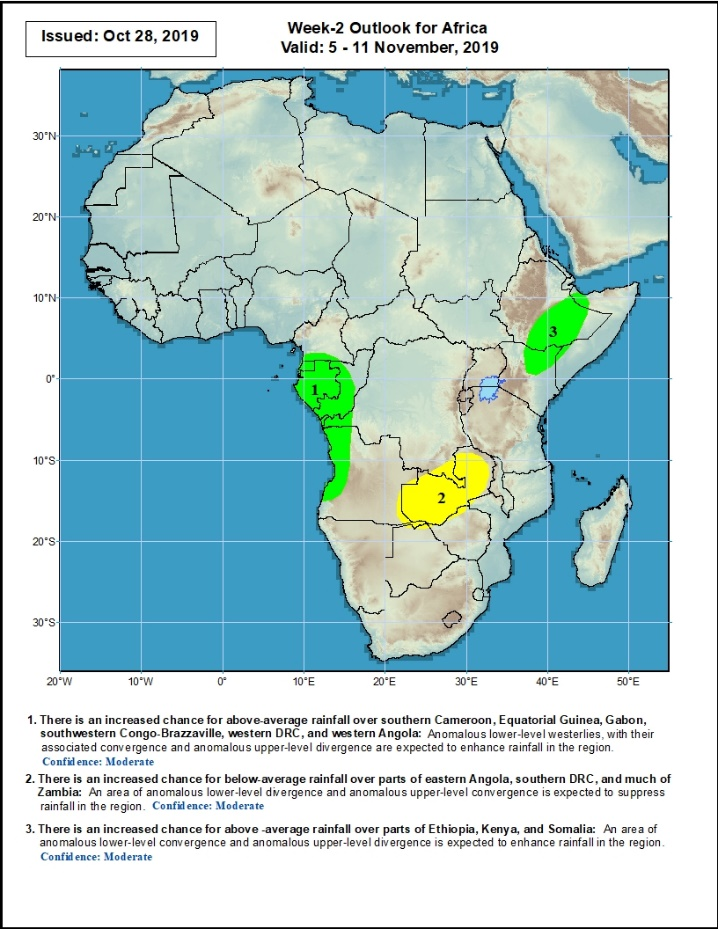 Issued: Oct 28, 2019
Week-2 Outlook for Africa
Valid: 5 - 11 November, 2019
30°N
20°N
10°N
0°
10°S
20°S
30°S
3
1
2
20°W
10°W
0°
10°E
20°E
30°E
40°E
50°E
1. There is an increased chance for above-average rainfall over southern Cameroon, Equatorial Guinea, Gabon,
southwestern Congo-Brazzaville, western DRC, and western Angola: Anomalous lower-level westerlies, with their
associated convergence and anomalous upper-level divergence are expected to enhance rainfall in the region.
Confidence: Moderate
2. There is an increased chance for below-average rainfall over parts of eastern Angola, southern DRC, and much of
Zambia: An area of anomalous lower-level divergence and anomalous upper-level convergence is expected to suppress
rainfall in the region. Confidence: Moderate
3. There is an increased chance for above -average rainfall over parts of Ethiopia, Kenya, and Somalia: An area of
anomalous lower-level convergence and anomalous upper-level divergence is expected to enhance rainfall in the region.
Confidence: Moderate